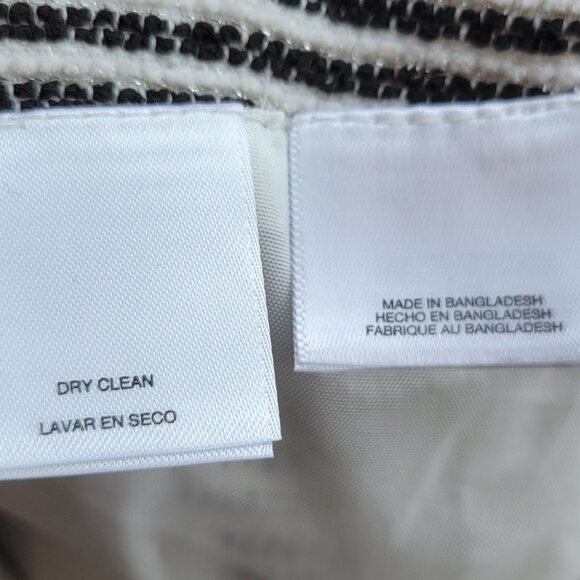 DRY CLEAN
LAVAR EN SECO
MADE IN BANGLADESH
HECHO EN BANGLADESH
FABRIQUE AU BANGLADESH